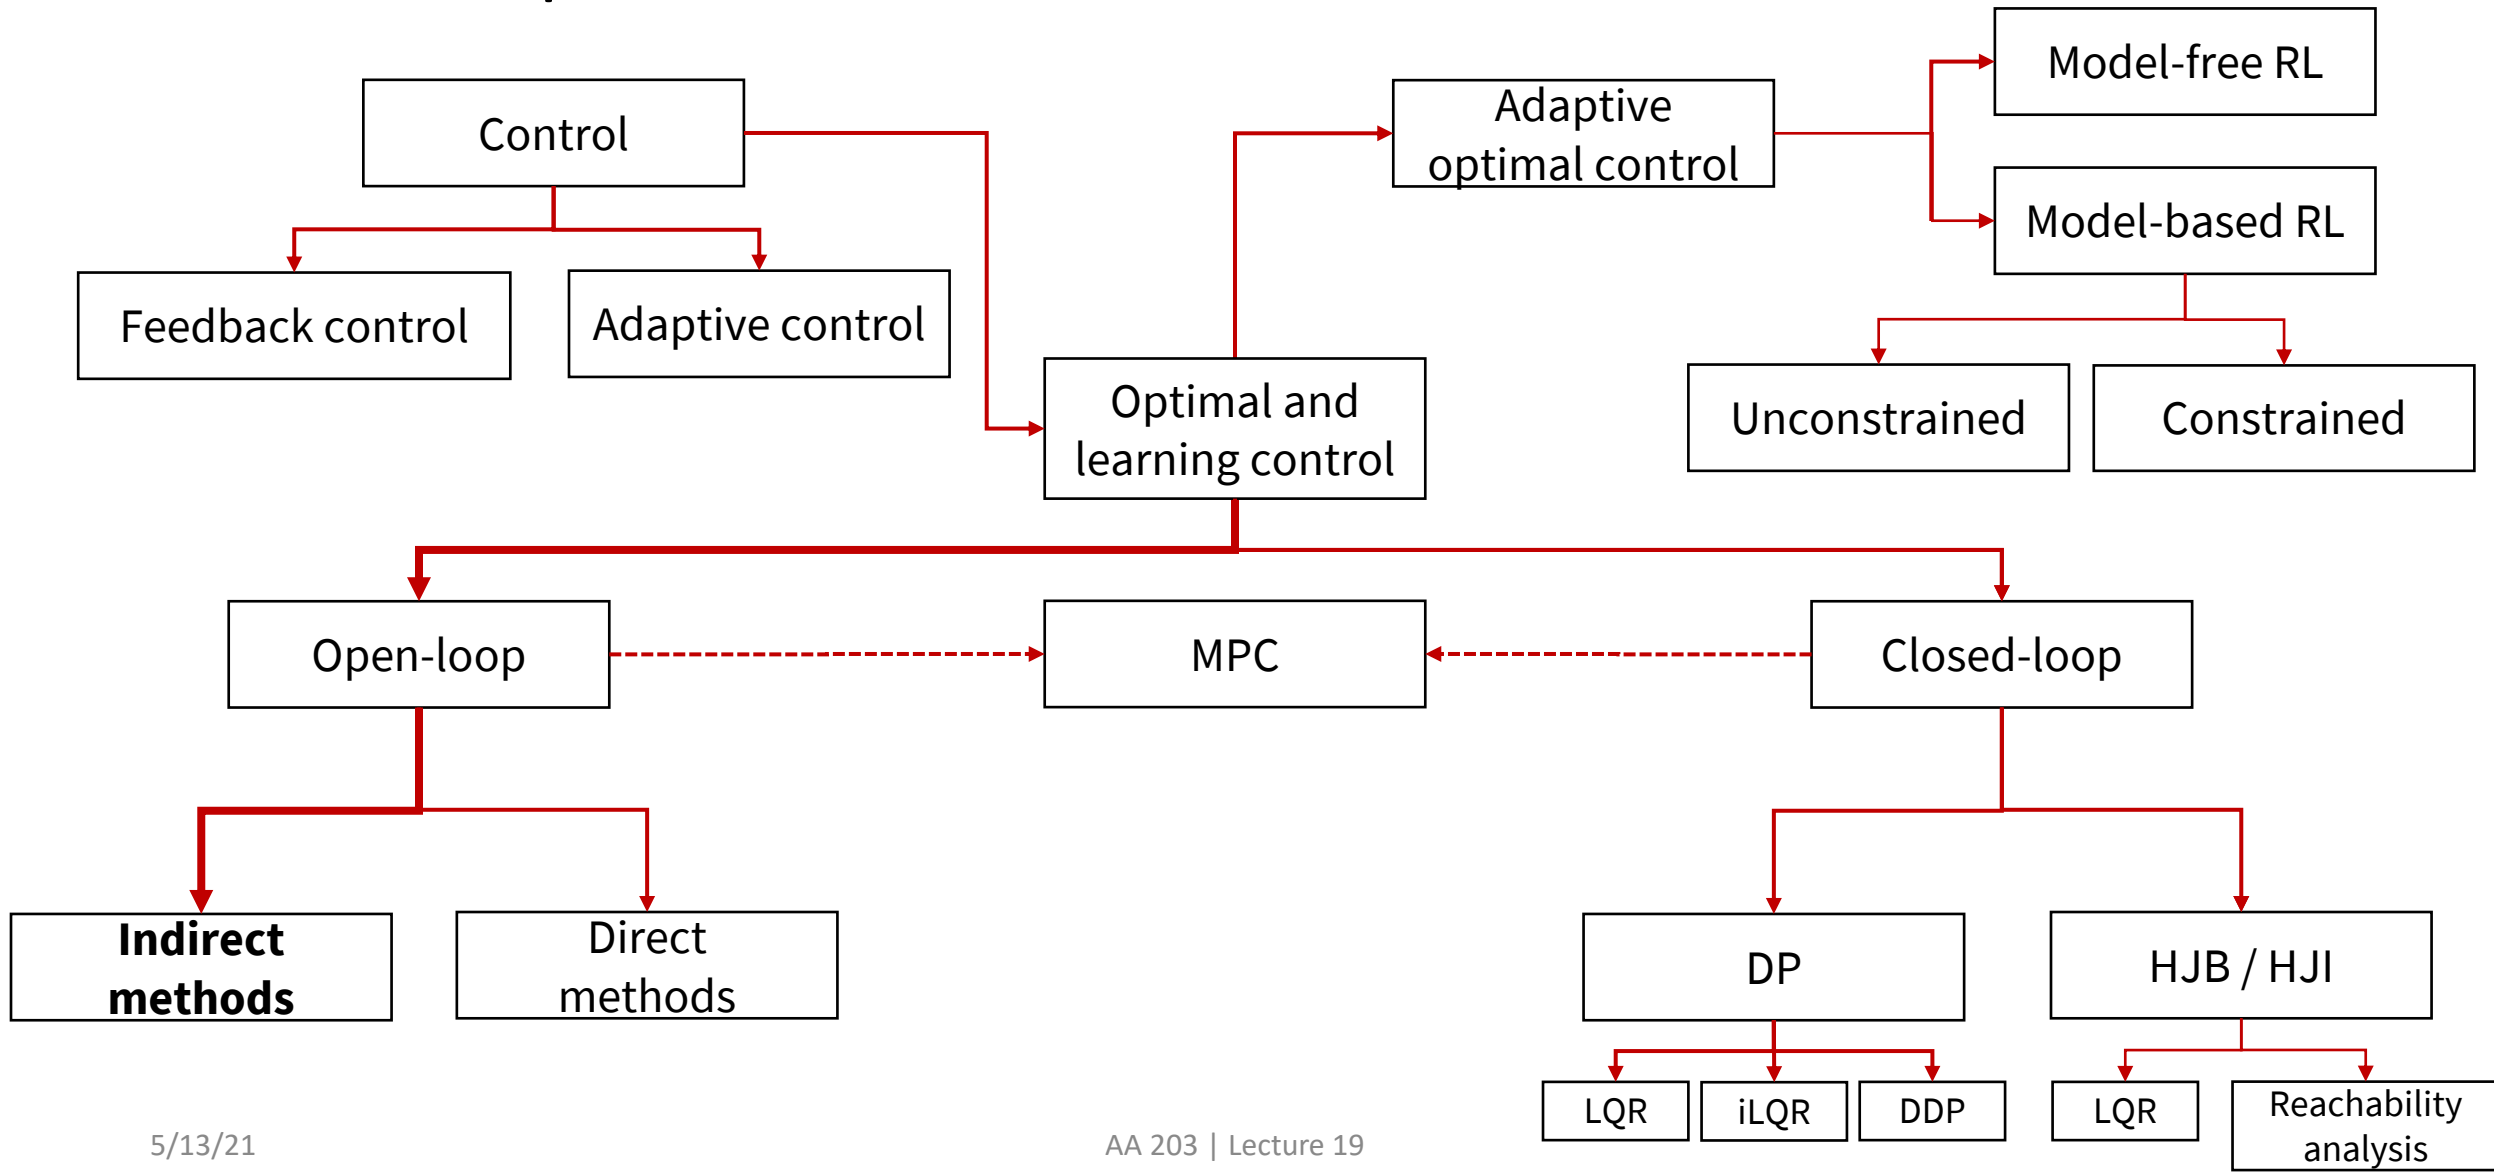 Model-free RL
Control
Adaptive
optimal control
Model-based RL
Feedback control
Adaptive control
Optimal and
learning control
Unconstrained
Constrained
Open-loop
MPC
Closed-loop
Indirect
methods
Direct
methods
DP
HJB / HJI
LQR
iLQR
DDP
LQR
Reachability
analysis
5/13/21
AA 203 | Lecture 19